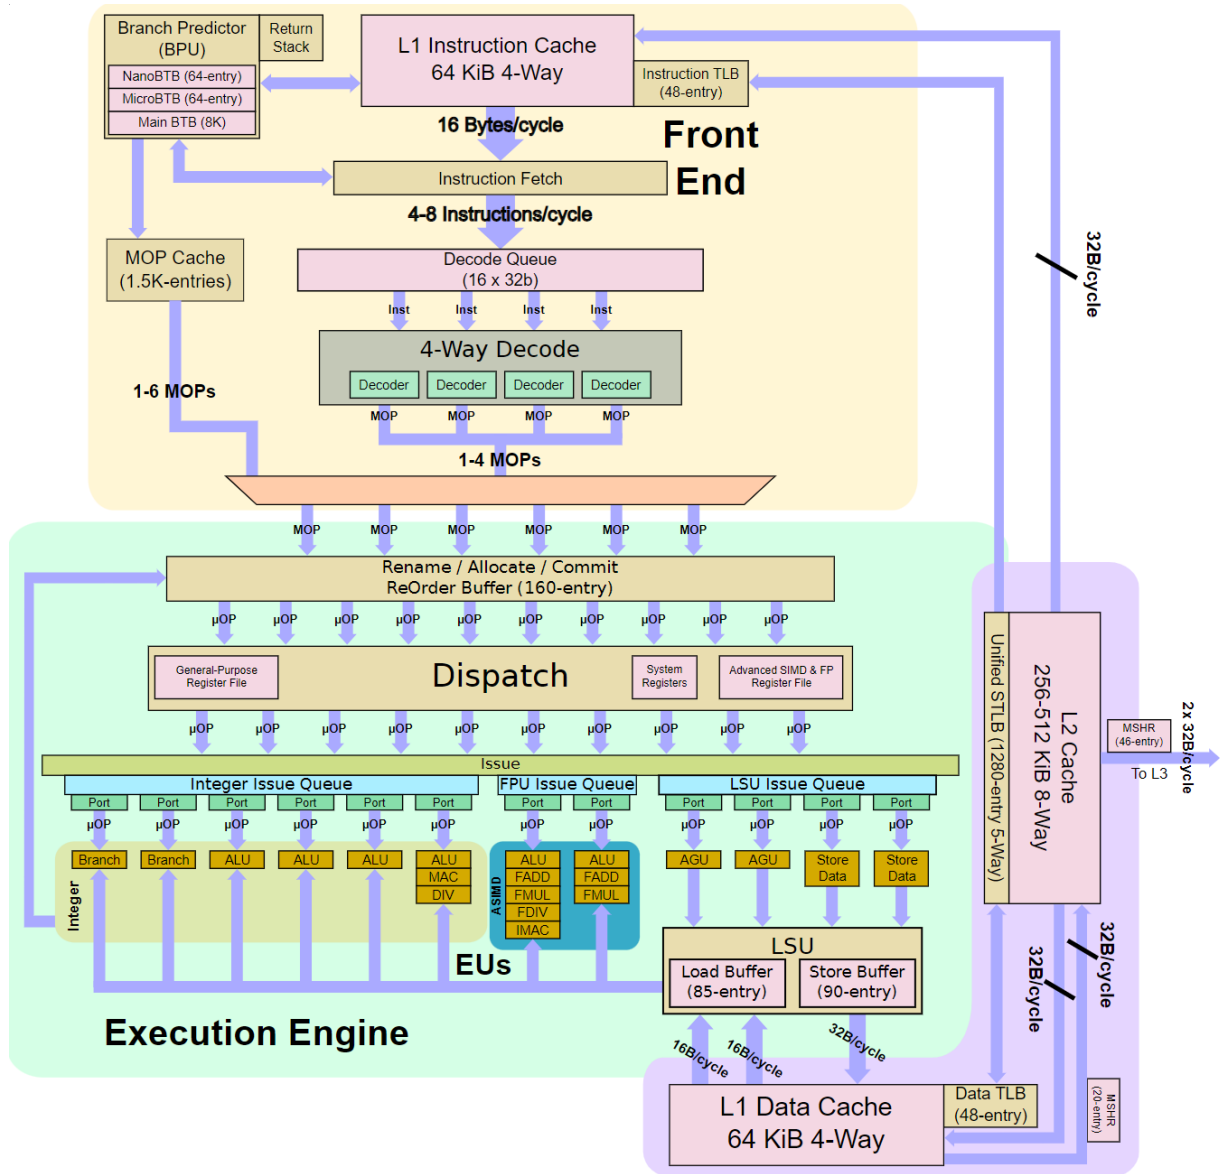 Branch Predictor
(BPU)
Return
Stack
NanoBTB (64-entry)
MicroBTB (64-entry)
Main BTB (8K)
L1 Instruction Cache
64 KiB 4-Way
Instruction TLB
(48-entry)
16 Bytes/cycle
Front
End
Instruction Fetch
4-8 Instructions/cycle
MOP Cache
(1.5K-entries)
Decode Queue
(16 x 32b)
32B/cycle
Inst
Inst
Inst
Inst
4-Way Decode
Decoder
Decoder
Decoder
Decoder
1-6 MOPs
MOP
MOP
MOP
MOP
1-4 MOPs
MOP
MOP
MOP
MOP
MOP
MOP
Rename / Allocate / Commit
ReOrder Buffer (160-entry)
µOP
µOP
µOP
µOP
µOP
µOP
µOP
µOP
µOP
Dispatch
General-Purpose
Register File
System
Registers
Advanced SIMD & FP
Register File
µOP
µOP
µOP
µOP
µOP
µOP
µOP
µOP
µOP
Issue
Integer Issue Queue
FPU Issue Queue
LSU Issue Queue
Port
Port
Port
Port
Port
Port
Port
Port
Port
Port
Port
Port
µOP
µOP
µOP
µOP
µOP
µOP
µOP
µOP
µOP
µOP
µOP
µOP
Integer
Branch
Branch
ALU
ALU
ALU
ALU
MAC
DIV
ASIMD
ALU
FADD
FMUL
FDIV
IMAC
ALU
FADD
FMUL
AGU
AGU
Store
Data
Store
Data
EUs
LSU
Load Buffer
(85-entry)
Store Buffer
(90-entry)
Execution Engine
16B/cycle
16B/cycle
32B/cycle
L1 Data Cache
64 KiB 4-Way
Data TLB
(48-entry)
Unified STLB (1280-entry 5-Way)
L2 Cache
256-512 KiB 8-Way
MSHR
(46-entry)
To L3
2x 32B/cycle
32B/cycle
32B/cycle
MSHR
(20-entry)